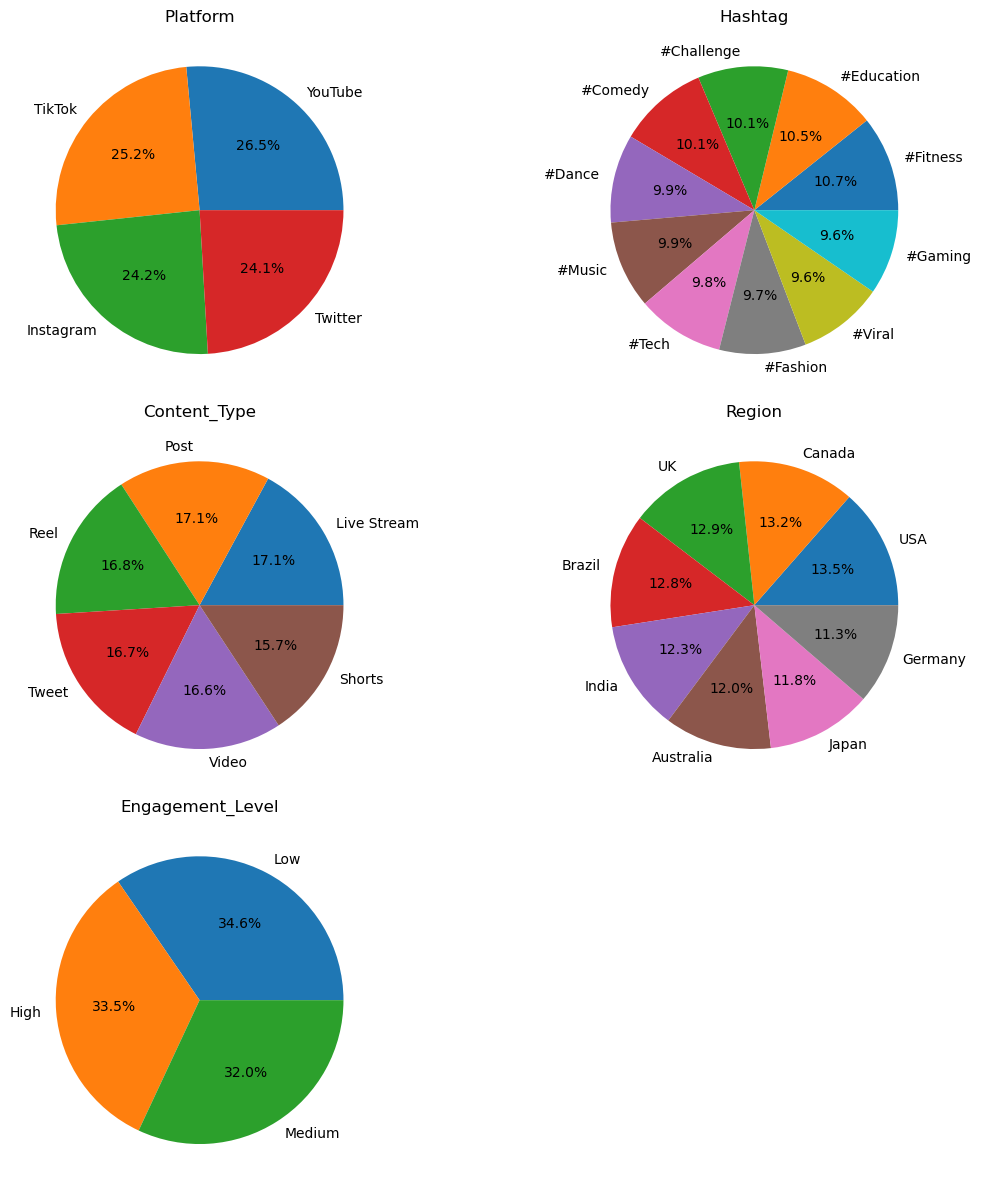 Platform
YouTube
26.5%
TikTok
25.2%
Instagram
24.2%
Twitter
24.1%
Hashtag
#Fitness
10.7%
#Education
10.5%
#Challenge
10.1%
#Comedy
10.1%
#Dance
9.9%
#Music
9.9%
#Tech
9.8%
#Fashion
9.7%
#Viral
9.6%
#Gaming
9.6%
Content_Type
Live Stream
17.1%
Post
17.1%
Reel
16.8%
Tweet
16.7%
Video
16.6%
Shorts
15.7%
Region
USA
13.5%
Canada
13.2%
UK
12.9%
Brazil
12.8%
India
12.3%
Australia
12.0%
Japan
11.8%
Germany
11.3%
Engagement_Level
Low
34.6%
High
33.5%
Medium
32.0%